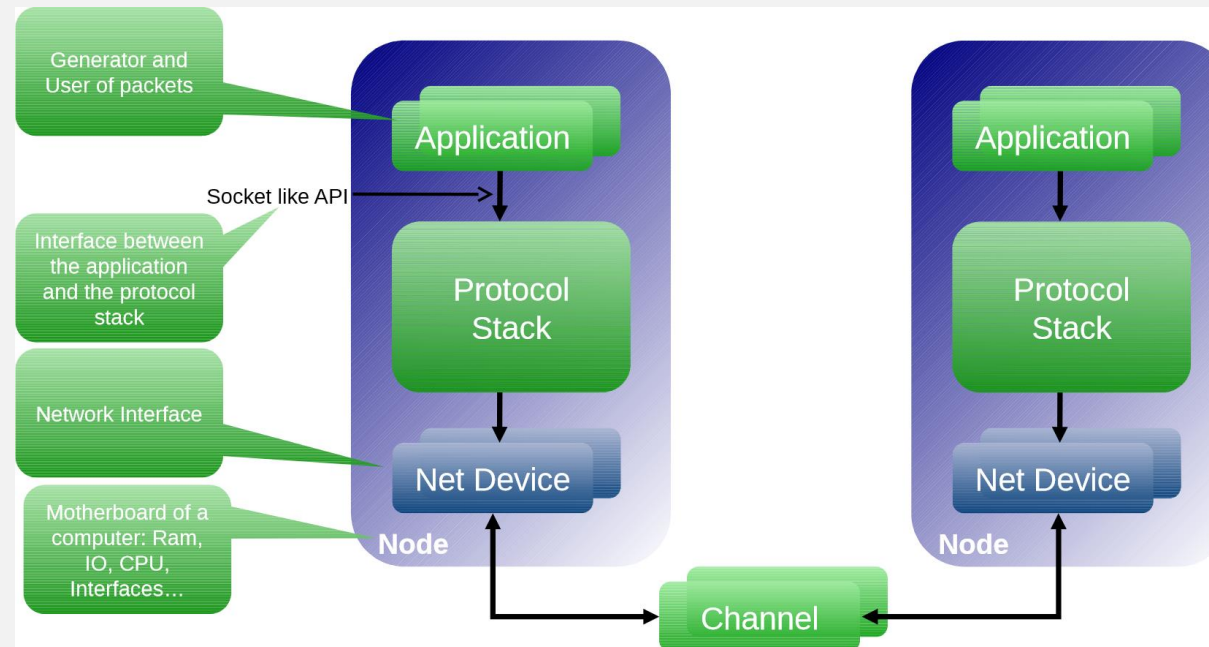 Generator and
User of packets
Application
Application
Socket like API
Interface between
the application
and the protocol
stack
Protocol
Stack
Protocol
Stack
Network Interface
Net Device
Net Device
Motherboard of a
computer: Ram,
IO, CPU,
Interfaces…
Node
Node
Channel